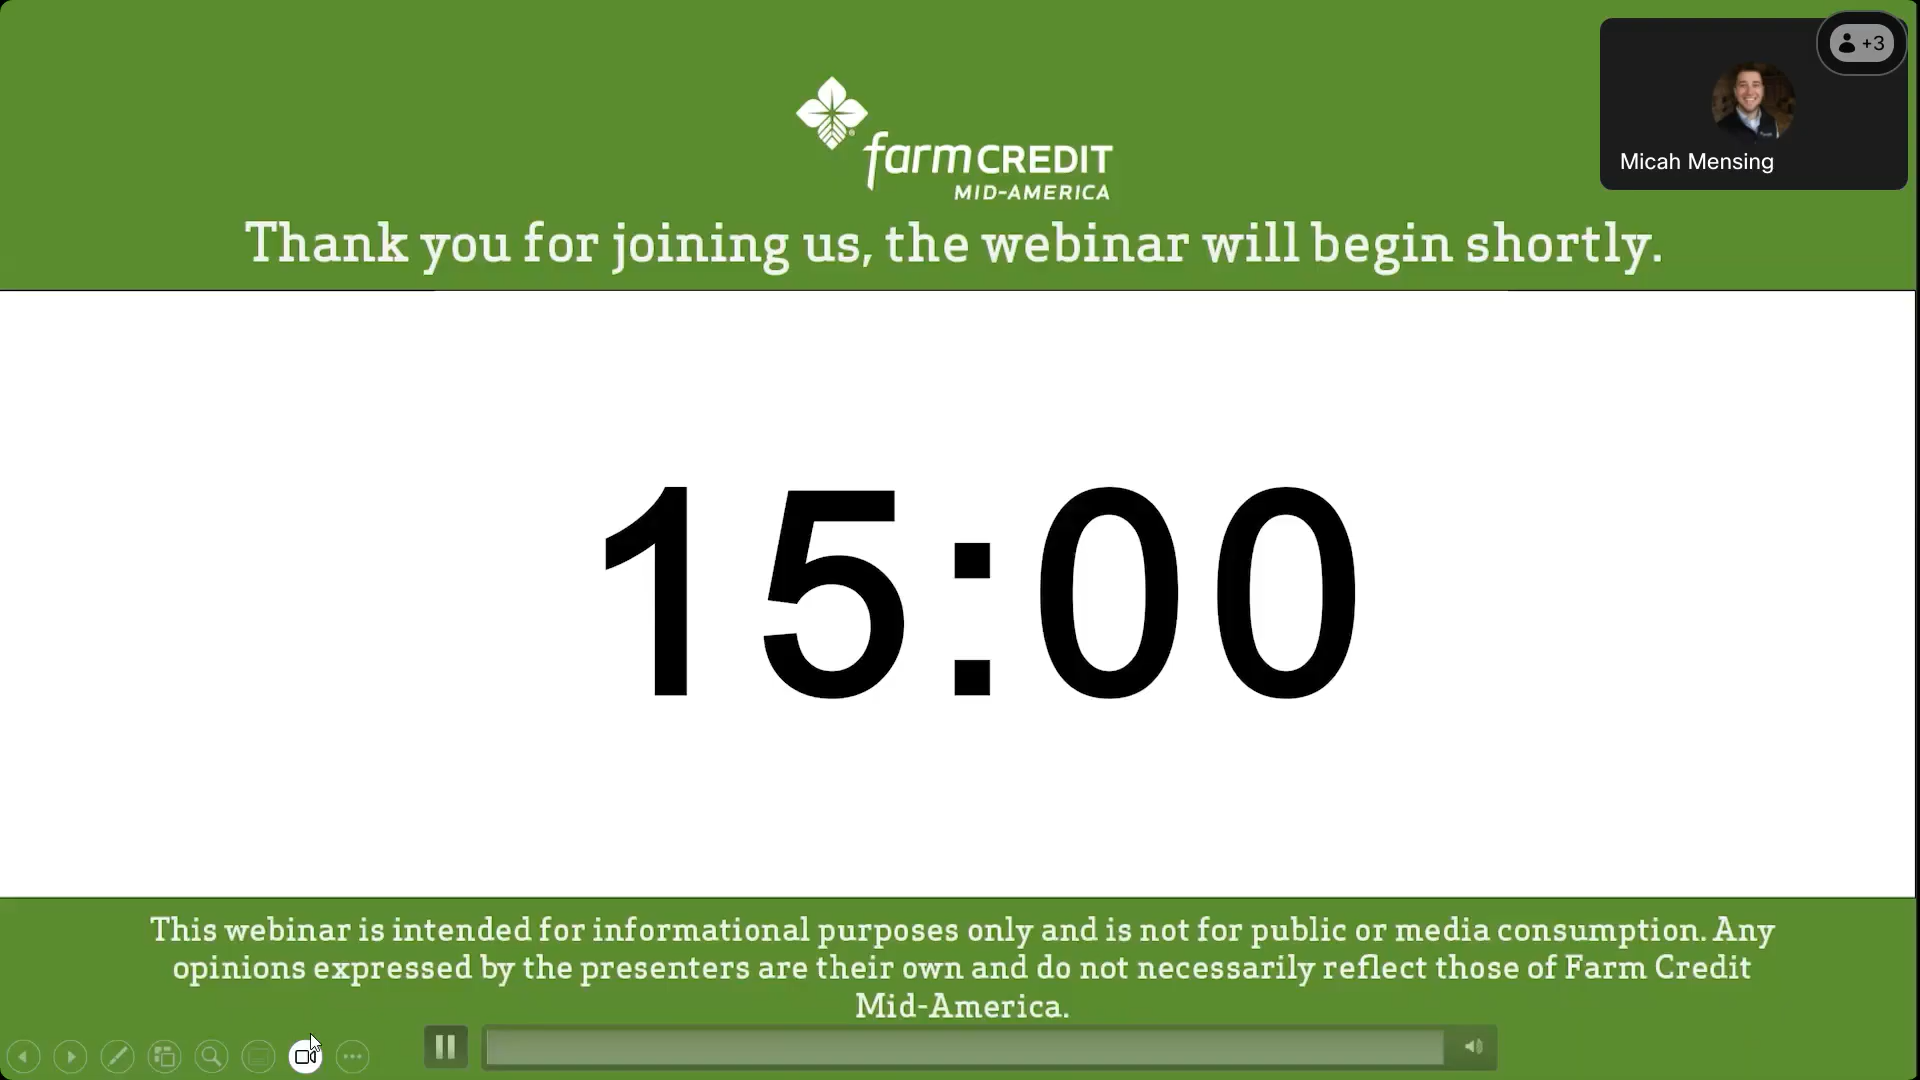 +3
Micah Mensing
farmCREDIT
MID-AMERICA
Thank you for joining us, the webinar will begin shortly.
15:00
This webinar is intended for informational purposes only and is not for public or media consumption. Any
opinions expressed by the presenters are their own and do not necessarily reflect those of Farm Credit
Mid-America.